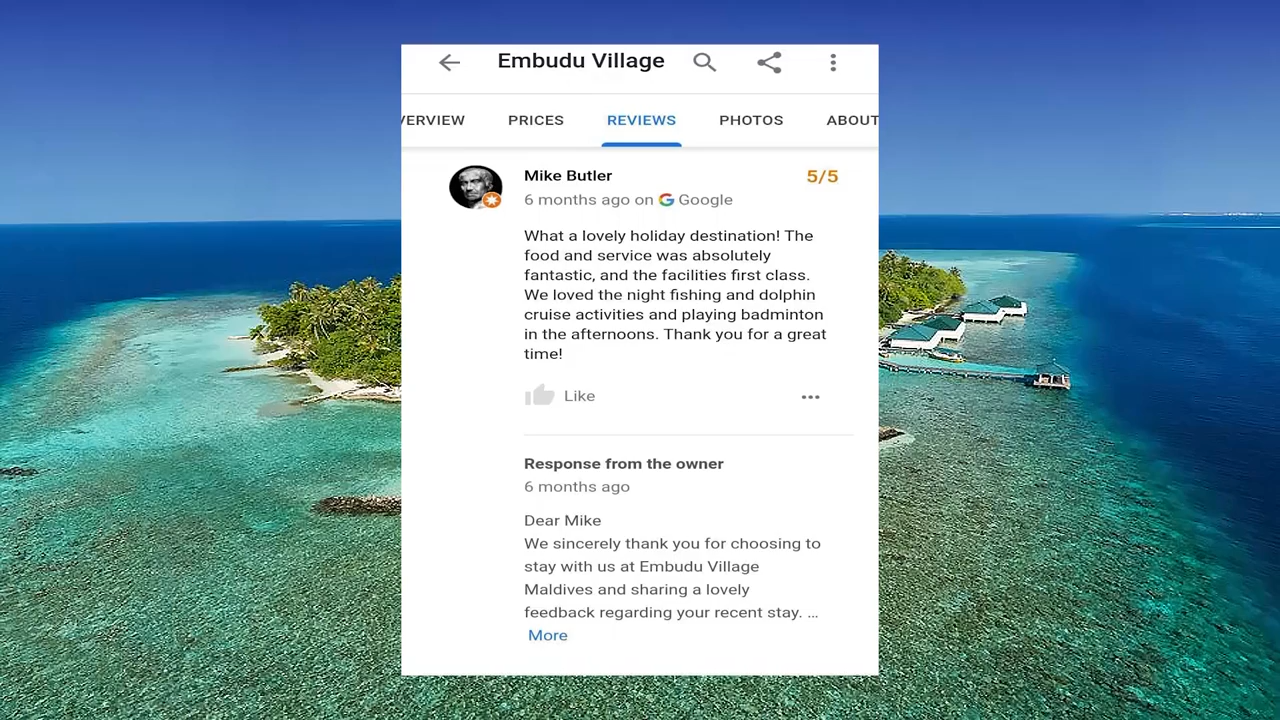 Embudu Village
VERVIEW
PRICES
REVIEWS
PHOTOS
ABOUT
Mike Butler
5/5
6 months ago on Google
What a lovely holiday destination! The
food and service was absolutely
fantastic, and the facilities first class.
We loved the night fishing and dolphin
cruise activities and playing badminton
in the afternoons. Thank you for a great
time!
Like
Response from the owner
6 months ago
Dear Mike
We sincerely thank you for choosing to
stay with us at Embudu Village
Maldives and sharing a lovely
feedback regarding your recent stay. ...
More